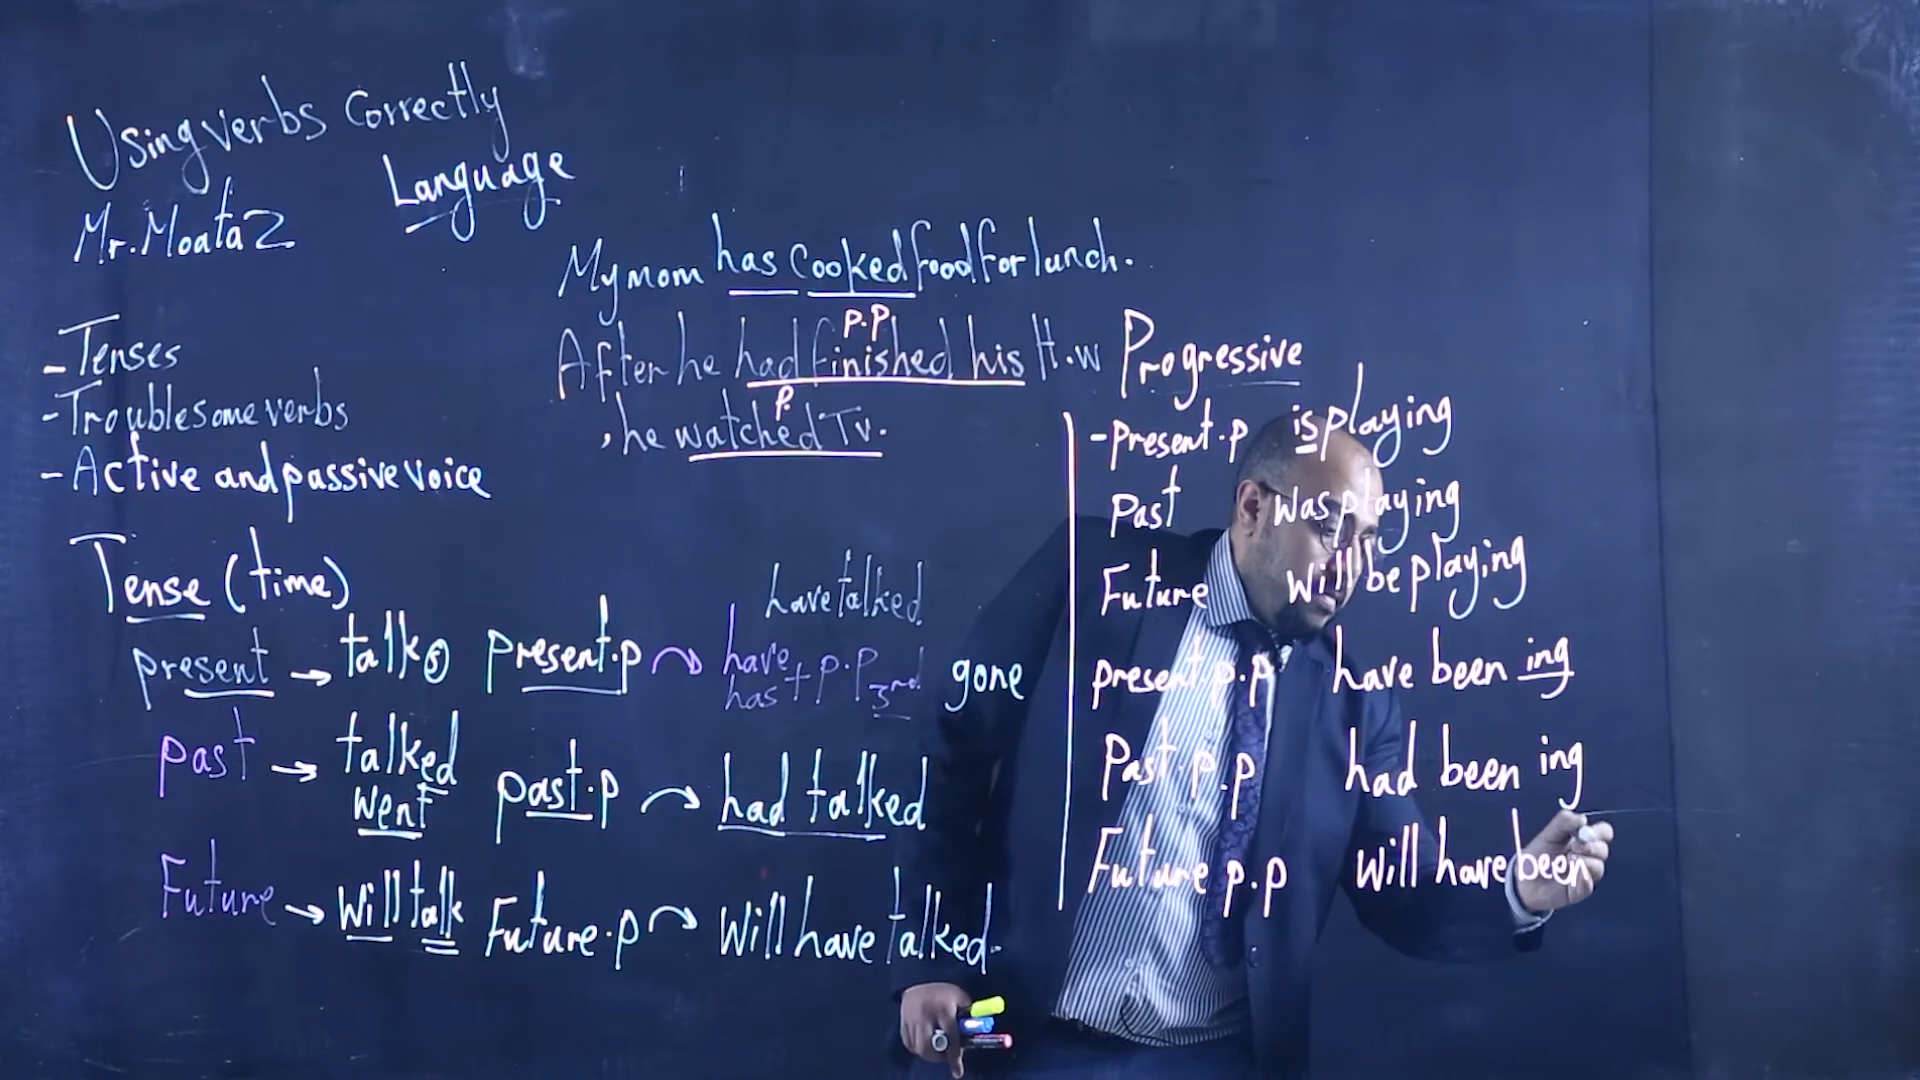 Using verbs Correctly
Language
Mr. Moataz
- Tenses
- Troublesome verbs
- Active and passive voice
My mom has cooked food for lunch.
p.p
After he had finished his H.w
p.
, he watched Tv.
Tense (time)
present → talk s
past → talked
went
Future → will talk
have talked
present.p have
has + p.p 3rd gone
past.p had talked
Future.p will have talked.
Progressive
- present.p is playing
Past was playing
Future will be playing
present p.p have been ing
Past.p.p had been ing
Future p.p will have been